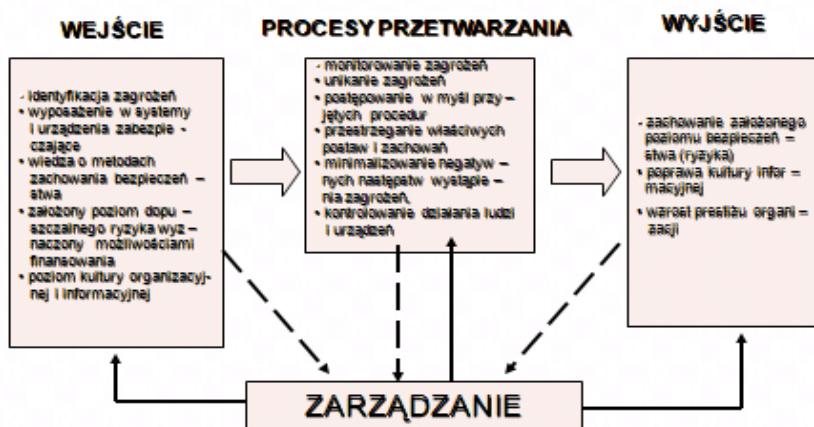 WEJŚCIE
- identyfikacja zagrożeń
• wyposażenie w systemy
i urządzenia zabezpie -
czające
• wiedza o metodach
zachowania bezpieczeń –
stwa
• założony poziom dopu –
szczalnego ryzyka wyz –
naczony możliwościami
finansowania
• poziom kultury organizacyj-
nej i informacyjnej
PROCESY PRZETWARZANIA
- monitorowanie zagrożeń
• unikanie zagrożeń
• postępowanie w myśl przy –
jętych procedur
• przestrzeganie właściwych
postaw i zachowań
• minimalizowanie negatyw –
nych następstw wystąpie –
nia zagrożeń,
• kontrolowanie działania ludzi
i urządzeń
WYJŚCIE
- zachowanie założonego
poziomu bezpieczeń –
stwa (ryzyka)
• poprawa kultury infor –
macyjnej
• wzrost prestiżu organi –
zacji
ZARZĄDZANIE